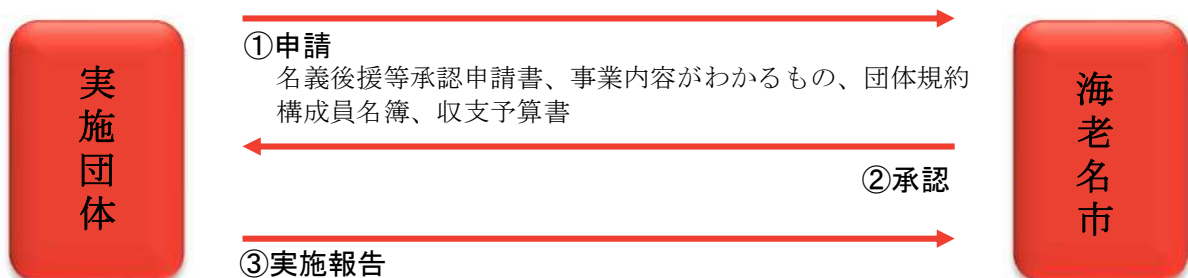 実施団体
①申請
名義後援等承認申請書、事業内容がわかるもの、団体規約
構成員名簿、収支予算書
②承認
③実施報告
海老名市